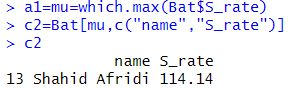 > a1=mu=which.max(Bat$S_rate)
> c2=Bat[mu,c("name","S_rate")]
> c2
name S_rate
13 Shahid Afridi 114.14